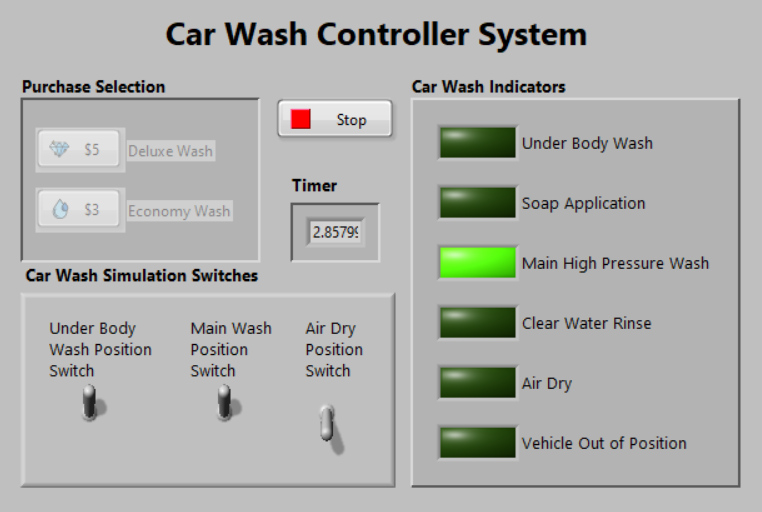 Car Wash Controller System
Purchase Selection
$5 Deluxe Wash
$3 Economy Wash
Stop
Timer
2.85799
Car Wash Indicators
Under Body Wash
Soap Application
Main High Pressure Wash
Clear Water Rinse
Air Dry
Vehicle Out of Position
Car Wash Simulation Switches
Under Body
Wash Position
Switch
Main Wash
Position
Switch
Air Dry
Position
Switch